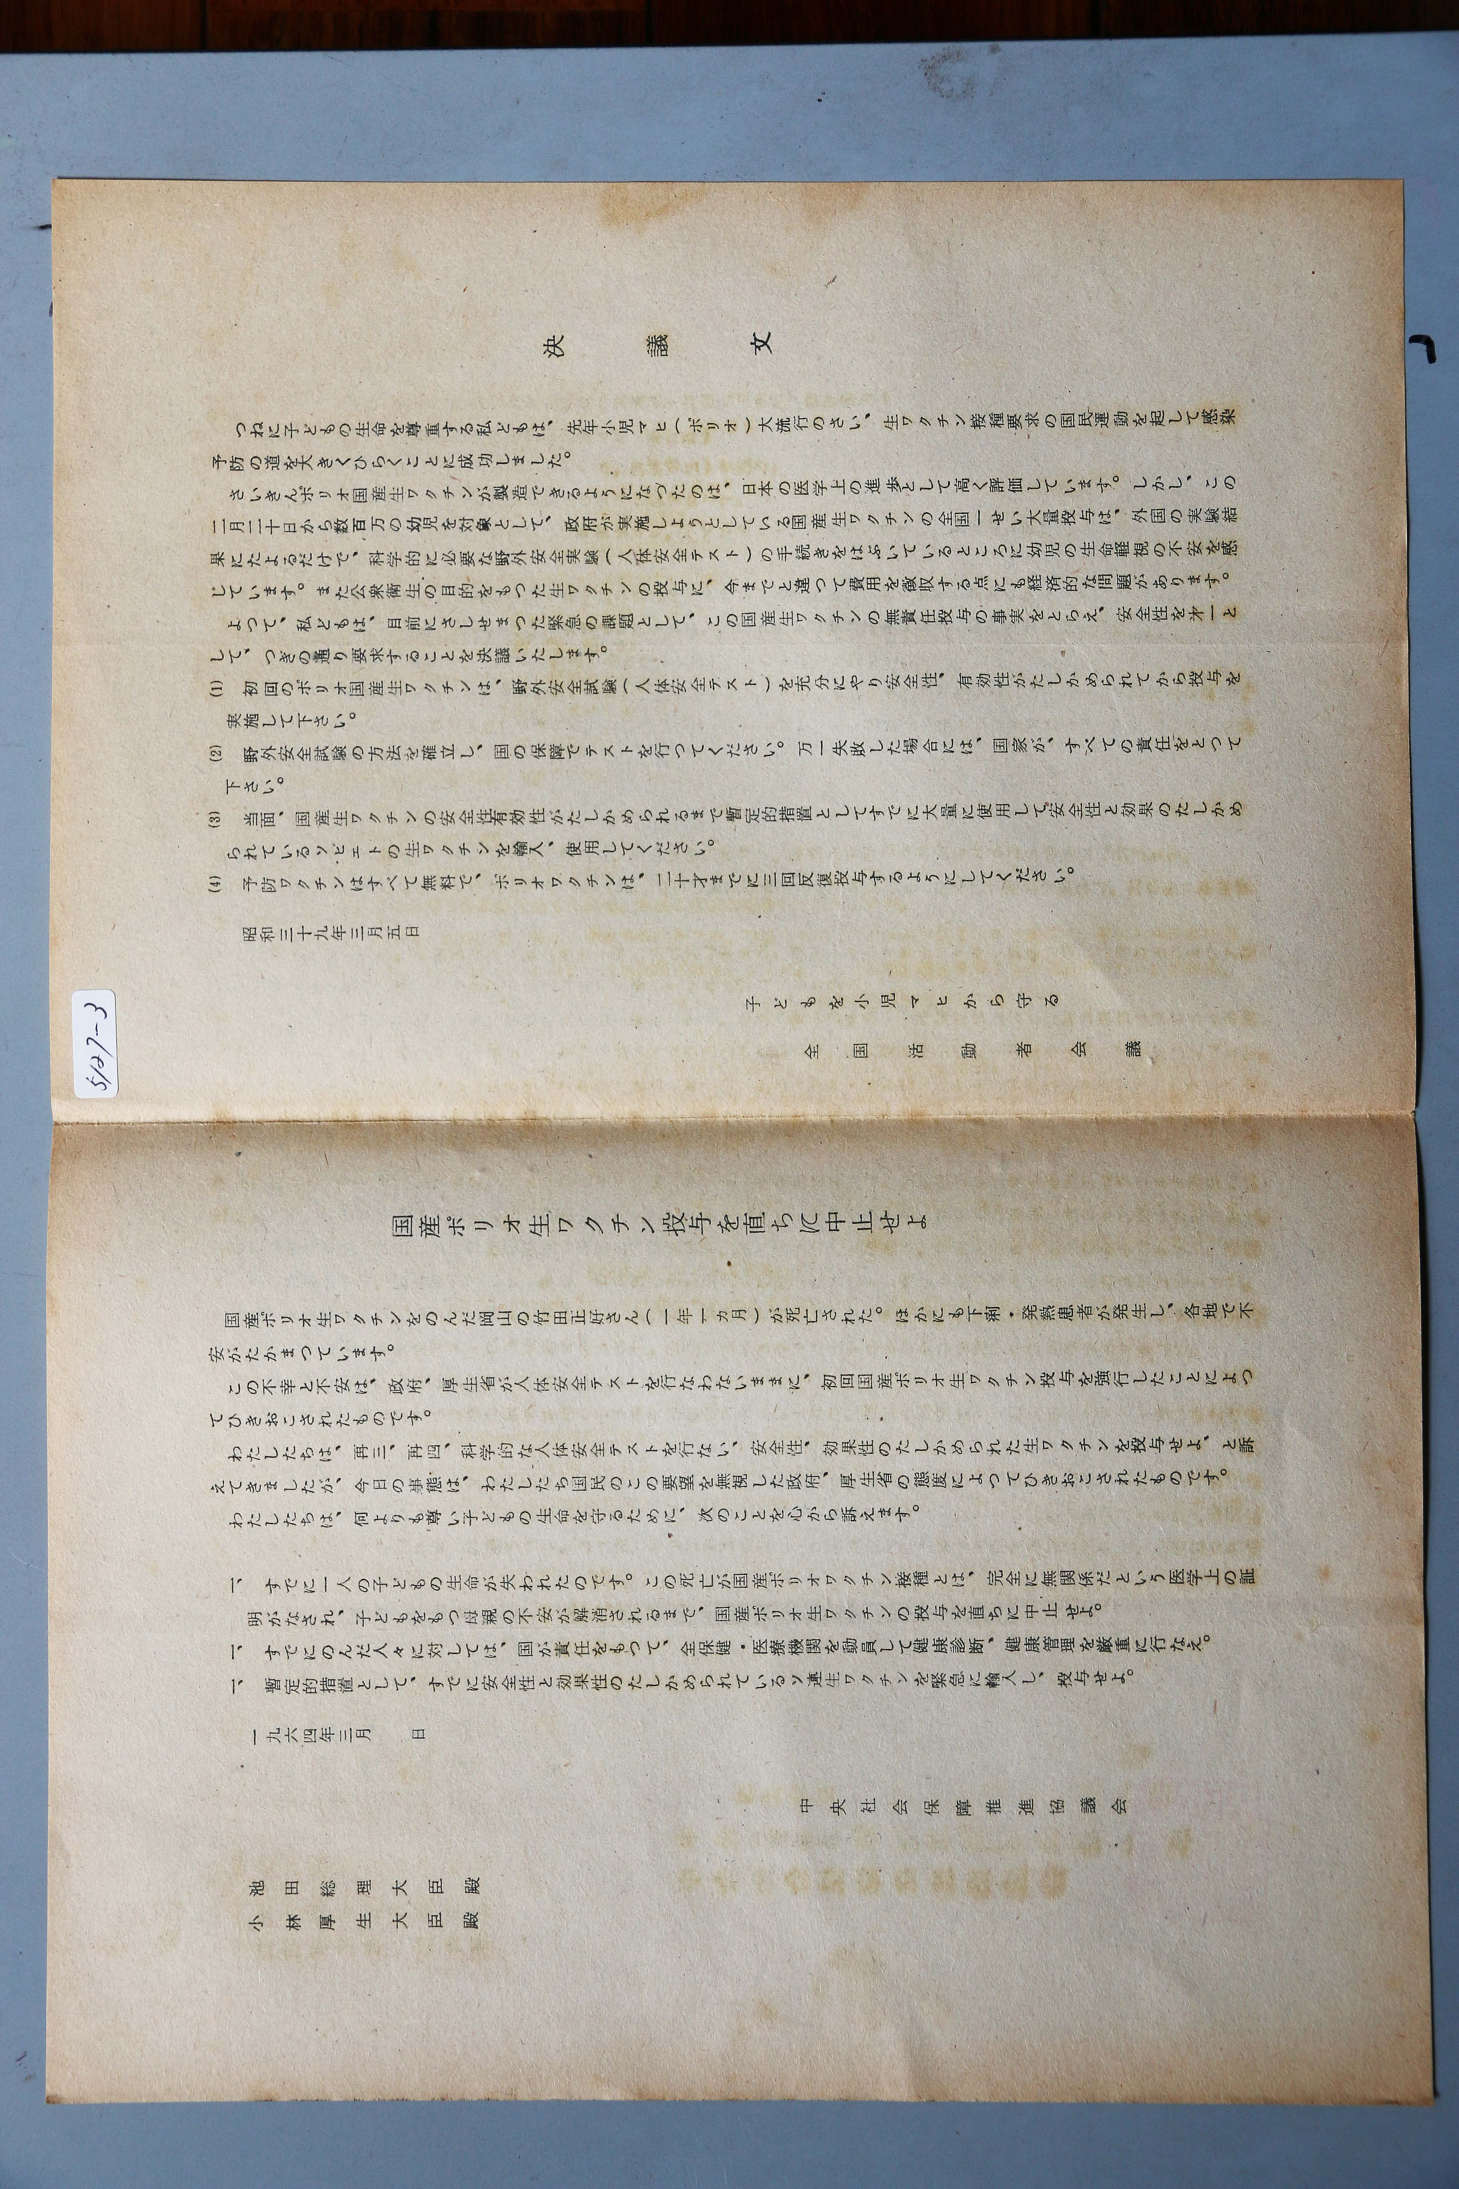 決議文
つねに子どもの生命を尊重する私どもは、先年小児マヒ(ポリオ)大流行のさい、生ワクチン接種要求の国民運動を起して感染
予防の道を大きくひらくことに成功しました。
さいきんポリオ国産生ワクチンが製造できるようになつたのは、日本の医学上の進歩として高く評価しています。しかし、この
二月二十日から数百万の幼児を対象として、政府が実施しようとしている国産生ワクチンの全国一せい大量投与は、外国の実験結
果にたよるだけで、科学的に必要な野外安全実験(人体安全テスト)の手続きをはぶいているところに幼児の生命軽視の不安を感
じています。また公衆衛生の目的をもつた生ワクチンの投与に、今までと違つて費用を徴収する点にも経済的な問題があります。
よつて、私どもは、目前にさしせまつた緊急の課題として、この国産生ワクチンの無責任投与の事実をとらえ、安全性を㐧一と
して、つぎの通り要求することを決議いたします。
(1) 初回のポリオ国産生ワクチンは、野外安全試験(人体安全テスト)を充分にやり安全性、有効性がたしかめられてから投与を
実施して下さい。
(2) 野外安全試験の方法を確立し、国の保障でテストを行つてください。万一失敗した場合には、国家が、すべての責任をとつて
下さい。
(3) 当面、国産生ワクチンの安全性有効性がたしかめられるまで暫定的措置としてすでに大量に使用して安全性と効果のたしかめ
られているソビエトの生ワクチンを輸入、使用してください。
(4) 予防ワクチンはすべて無料で、ポリオワクチンは、二十才までに三回反復投与するようにしてください。
昭和三十九年三月五日
子どもを小児マヒから守る
全国活動者会議
5127-3
国産ポリオ生ワクチン投与を直ちに中止せよ
国産ポリオ生ワクチンをのんだ岡山の竹田正好さん(一年一カ月)が死亡された。ほかにも下痢・発熱患者が発生し、各地で不
安がたかまつています。
この不幸と不安は、政府、厚生省が人体安全テストを行なわないままに、初回国産ポリオ生ワクチン投与を強行したことによつ
てひきおこされたものです。
わたしたちは、再三、再四、科学的な人体安全テストを行ない、安全性、効果性のたしかめられた生ワクチンを投与せよ、と訴
えてきましたが、今日の事態は、わたしたち国民のこの要望を無視した政府、厚生省の態度によつてひきおこされたものです。
わたしたちは、何よりも尊い子どもの生命を守るために、次のことを心から訴えます。
一、すでに一人の子どもの生命が失われたのです。この死亡が国産ポリオワクチン接種とは、完全に無関係だという医学上の証
明がなされ、子どもをもつ母親の不安が解消されるまで、国産ポリオ生ワクチンの投与を直ちに中止せよ。
一、すでにのんだ人々に対しては、国が責任をもつて、全保健・医療機関を動員して健康診断、健康管理を厳重に行なえ。
一、暫定的措置として、すでに安全性と効果性のたしかめられているソ連生ワクチンを緊急に輸入し、投与せよ。
一九六四年三月　　日
中央社会保障推進協議会
池田総理大臣殿
小林厚生大臣殿